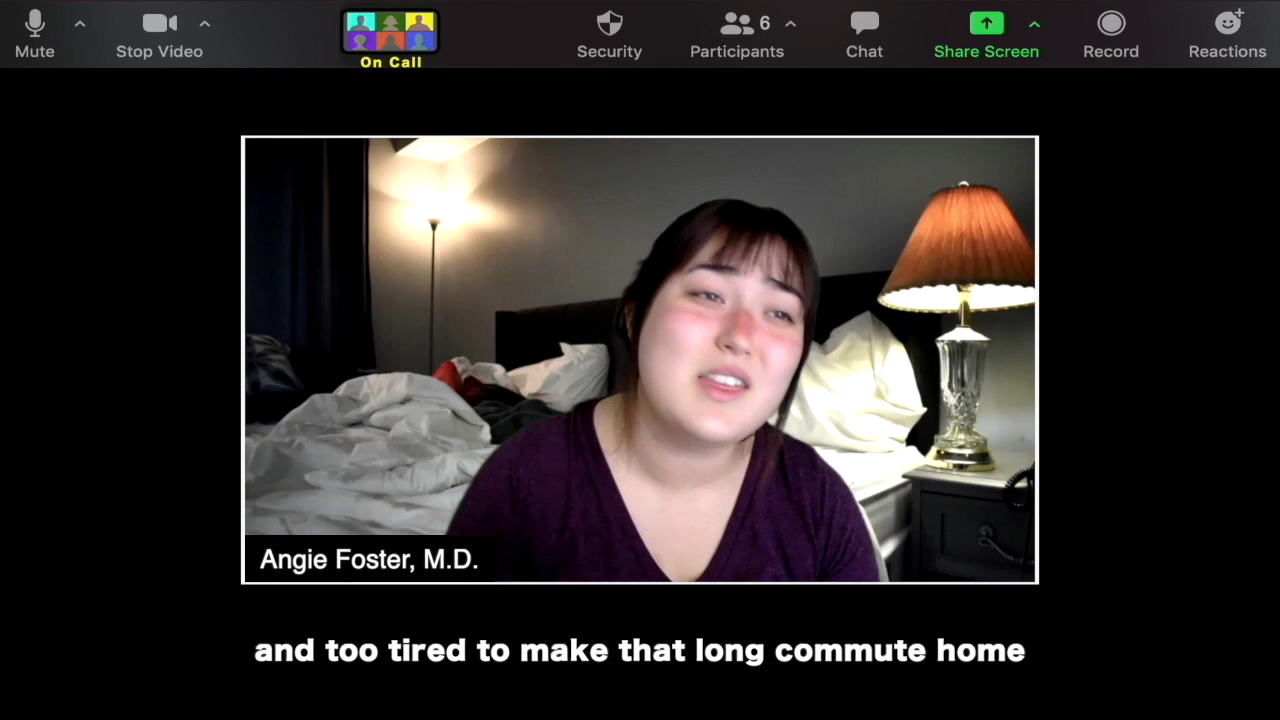 Mute
Stop Video
On Call
Security
6
Participants
Chat
Share Screen
Record
Reactions
Angie Foster, M.D.
and too tired to make that long commute home